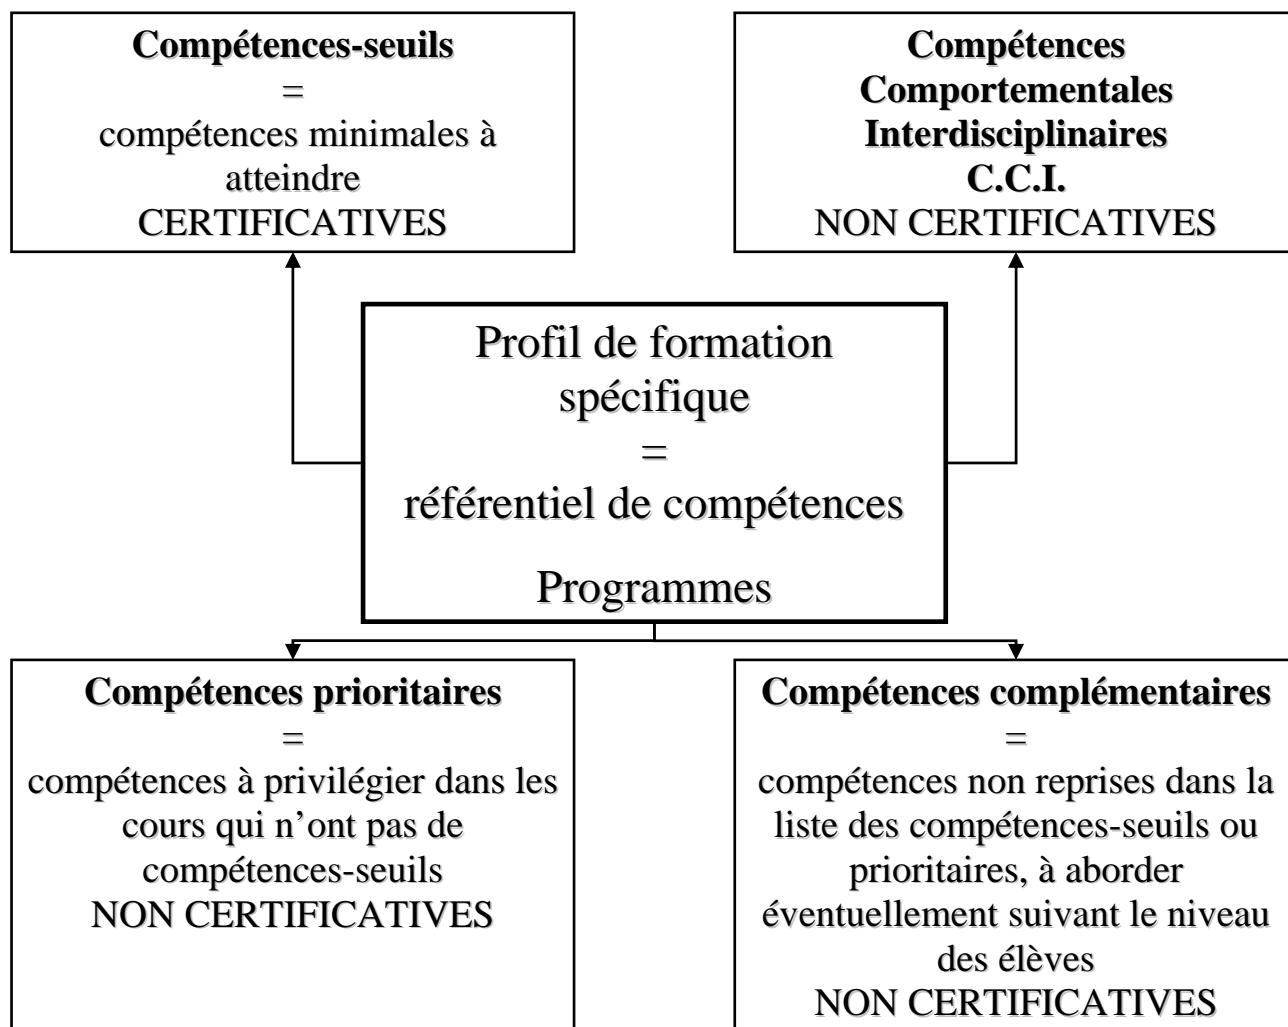 Compétences-seuils
=
compétences minimales à
atteindre
CERTIFICATIVES
Compétences
Comportementales
Interdisciplinaires
C.C.I.
NON CERTIFICATIVES
Profil de formation
spécifique
=
référentiel de compétences
Programmes
Compétences prioritaires
=
compétences à privilégier dans les
cours qui n’ont pas de
compétences-seuils
NON CERTIFICATIVES
Compétences complémentaires
=
compétences non reprises dans la
liste des compétences-seuils ou
prioritaires, à aborder
éventuellement suivant le niveau
des élèves
NON CERTIFICATIVES